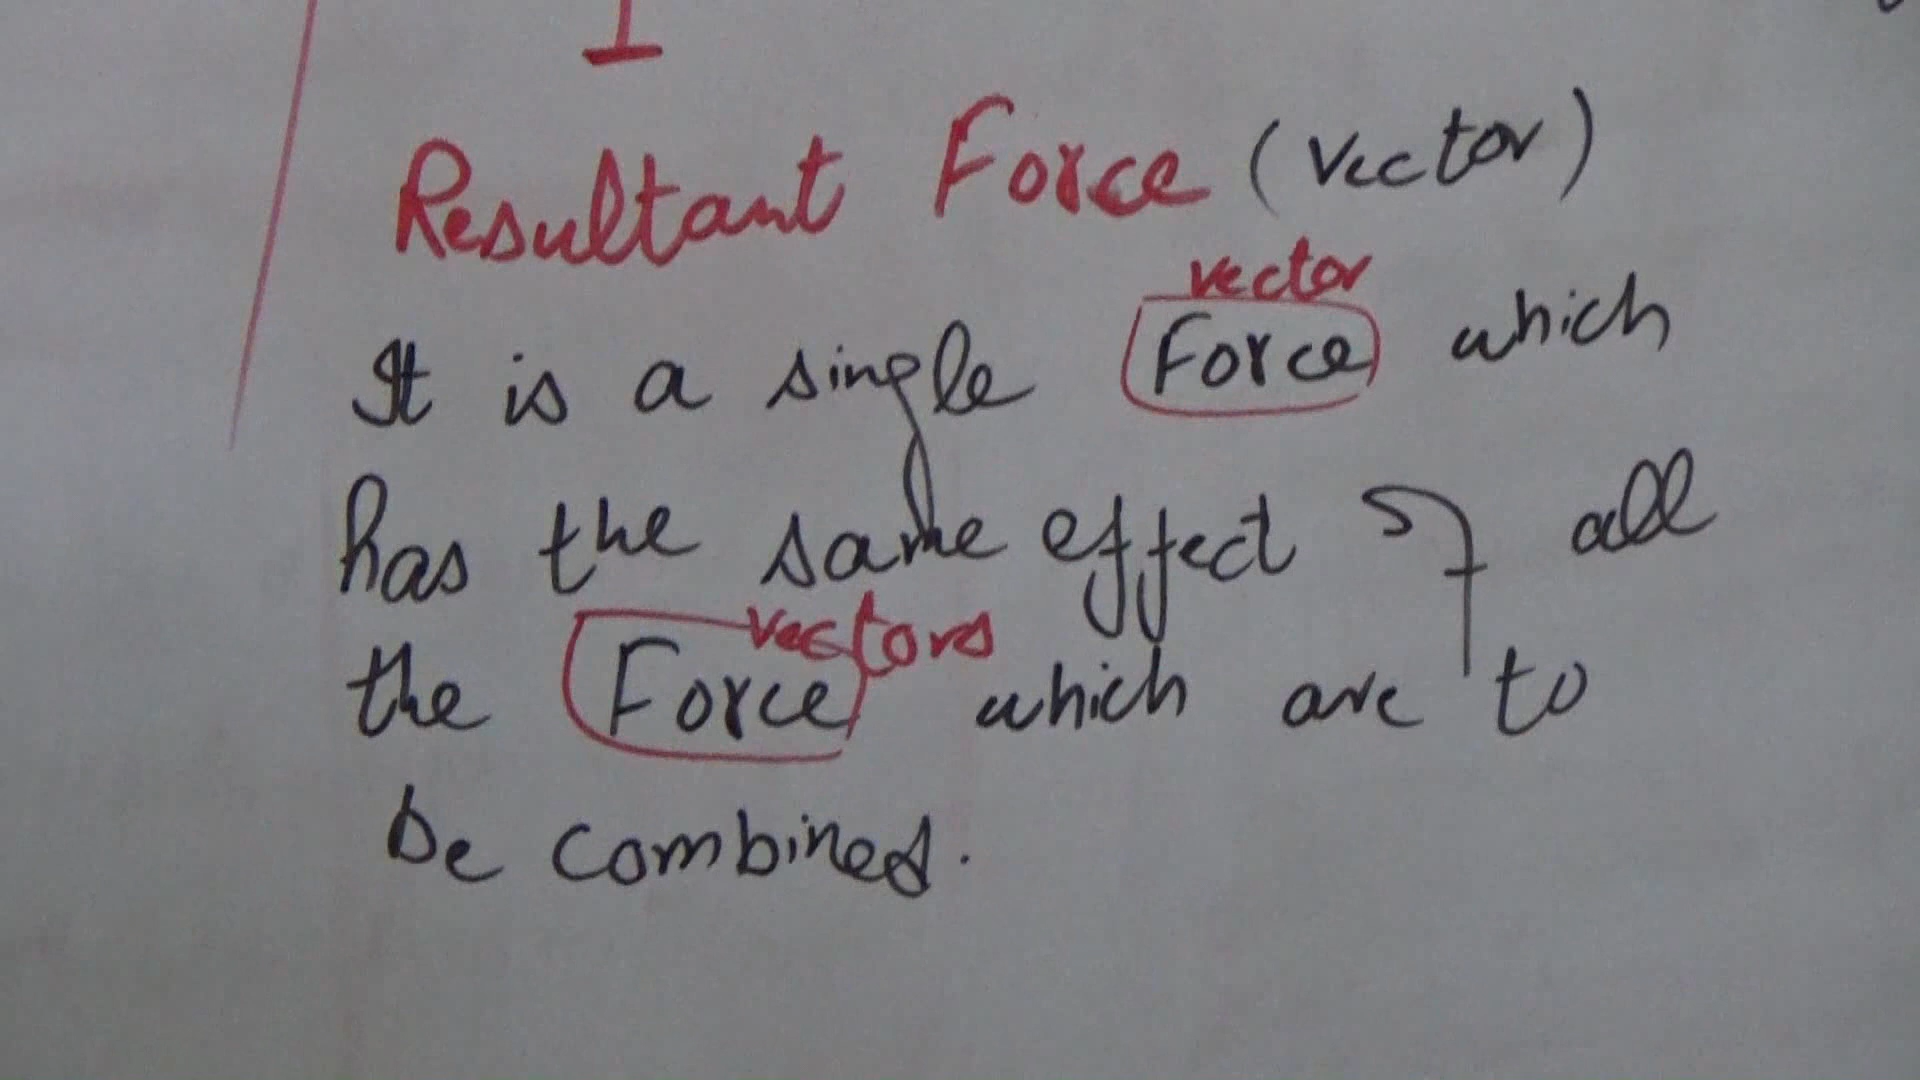 Resultant Force (Vector)
vector
It is a single Force which
has the same effect of all
vectors
the Force which are to
be combined.